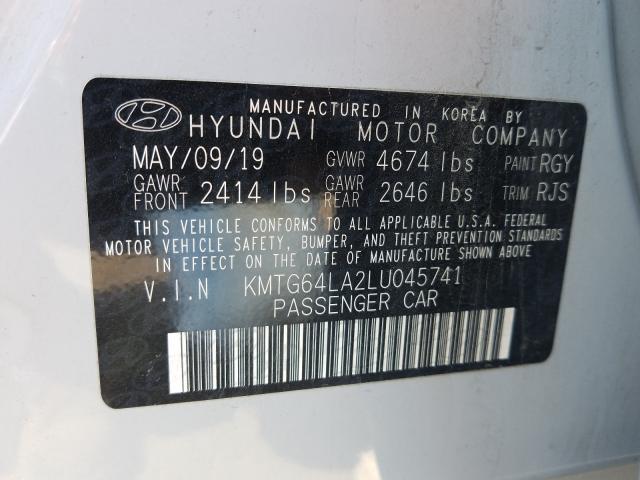 MANUFACTURED IN KOREA BY
HYUNDAI MOTOR COMPANY
MAY/09/19 GVWR 4674 lbs PAINT RGY
GAWR FRONT 2414 lbs GAWR REAR 2646 lbs TRIM RJS
THIS VEHICLE CONFORMS TO ALL APPLICABLE U.S.A. FEDERAL
MOTOR VEHICLE SAFETY, BUMPER, AND THEFT PREVENTION STANDARDS
IN EFFECT ON THE DATE OF MANUFACTURE SHOWN ABOVE
V.I.N KMTG64LA2LU045741
PASSENGER CAR